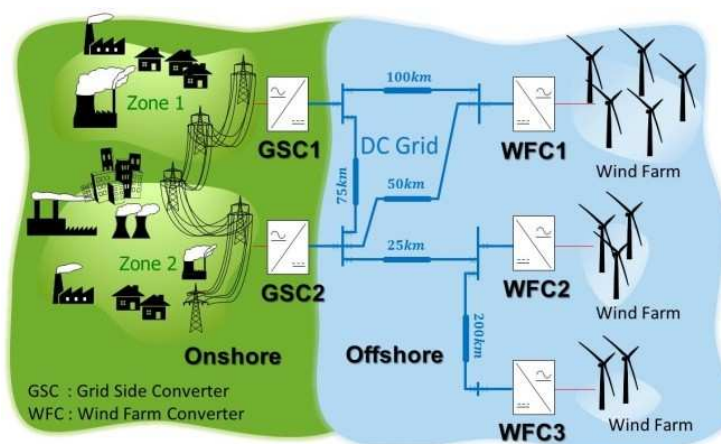 Zone 1
GSC1
100km
WFC1
Wind Farm
DC Grid
75km
50km
Zone 2
GSC2
25km
WFC2
Wind Farm
200km
Onshore
Offshore
WFC3
Wind Farm
GSC : Grid Side Converter
WFC : Wind Farm Converter